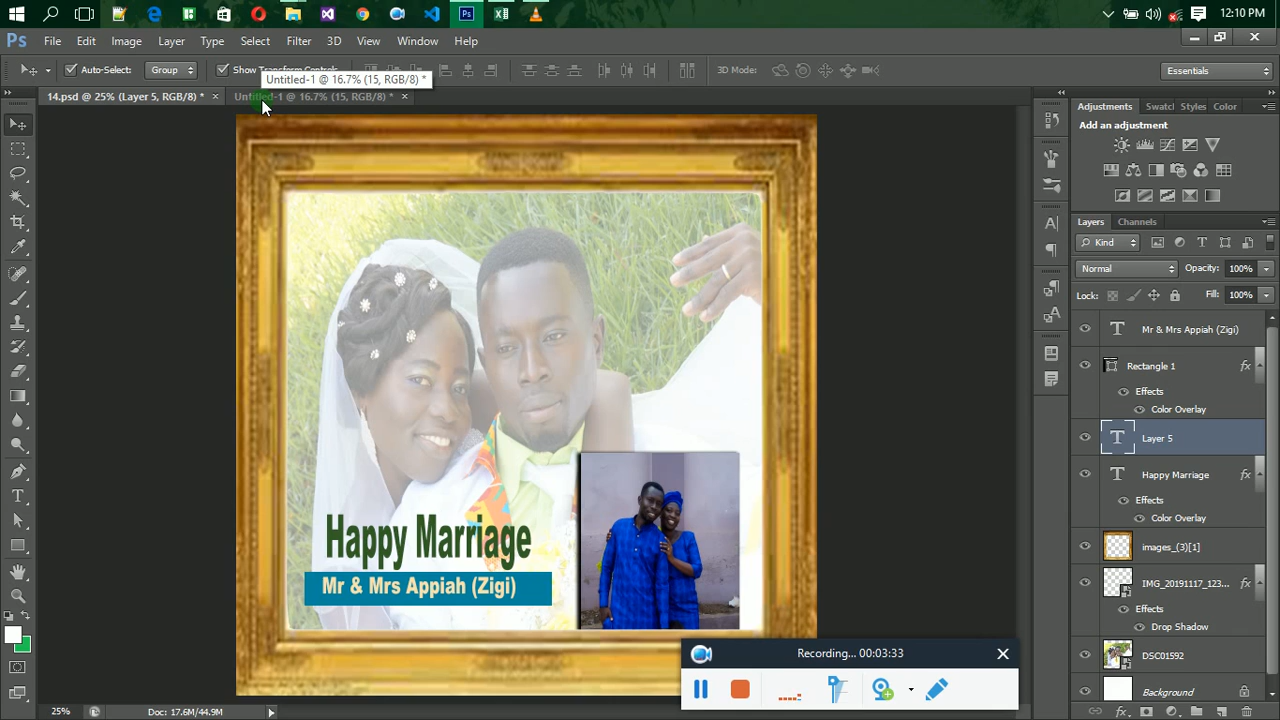 12:10 PM
Ps File Edit Image Layer Type Select Filter 3D View Window Help
Auto-Select: Group Show Transform Controls 3D Mode: Essentials
Untitled-1 @ 16.7% (15, RGB/8) *
14.psd @ 25% (Layer 5, RGB/8) * Untitled-1 @ 16.7% (15, RGB/8) *
Adjustments Swatcl Styles Color
Add an adjustment
Layers Channels
Kind
Normal Opacity: 100%
Lock: Fill: 100%
Mr & Mrs Appiah (Zigi)
Rectangle 1 fx
Effects
Color Overlay
Layer 5
Happy Marriage fx
Effects
Color Overlay
images_(3)[1]
IMG_20191117_123... fx
Effects
Drop Shadow
DSC01592
Background
Happy Marriage
Mr & Mrs Appiah (Zigi)
Recording... 00:03:33
25% Doc: 17.6M/44.9M